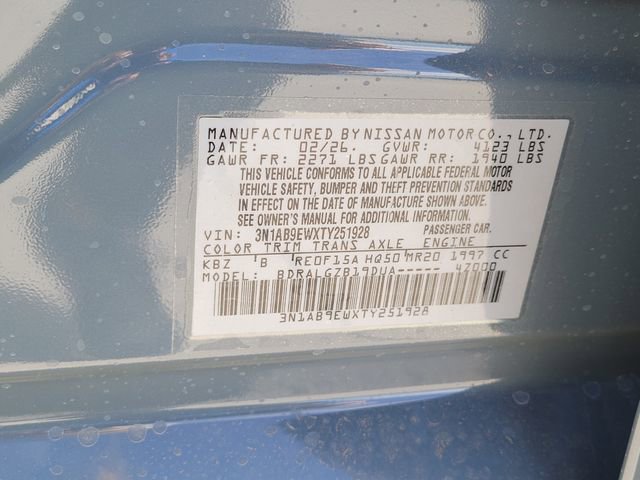 MANUFACTURED BY NISSAN MOTOR CO., LTD.
DATE: 02/26. GVWR: 4123 LBS
GAWR FR: 2271 LBS GAWR RR: 1940 LBS
THIS VEHICLE CONFORMS TO ALL APPLICABLE FEDERAL MOTOR
VEHICLE SAFETY, BUMPER AND THEFT PREVENTION STANDARDS
IN EFFECT ON THE DATE OF MANUFACTURE SHOWN ABOVE.
SEE OWNER'S MANUAL FOR ADDITIONAL INFORMATION.
VIN: 3N1AB9EWXTY251928 PASSENGER CAR.
COLOR TRIM TRANS AXLE ENGINE
KBZ B RE0F15A HQ50 MR20 1997 CC
MODEL: BDRALGZB19DUA----- 4Z000
3N1AB9EWXTY251928